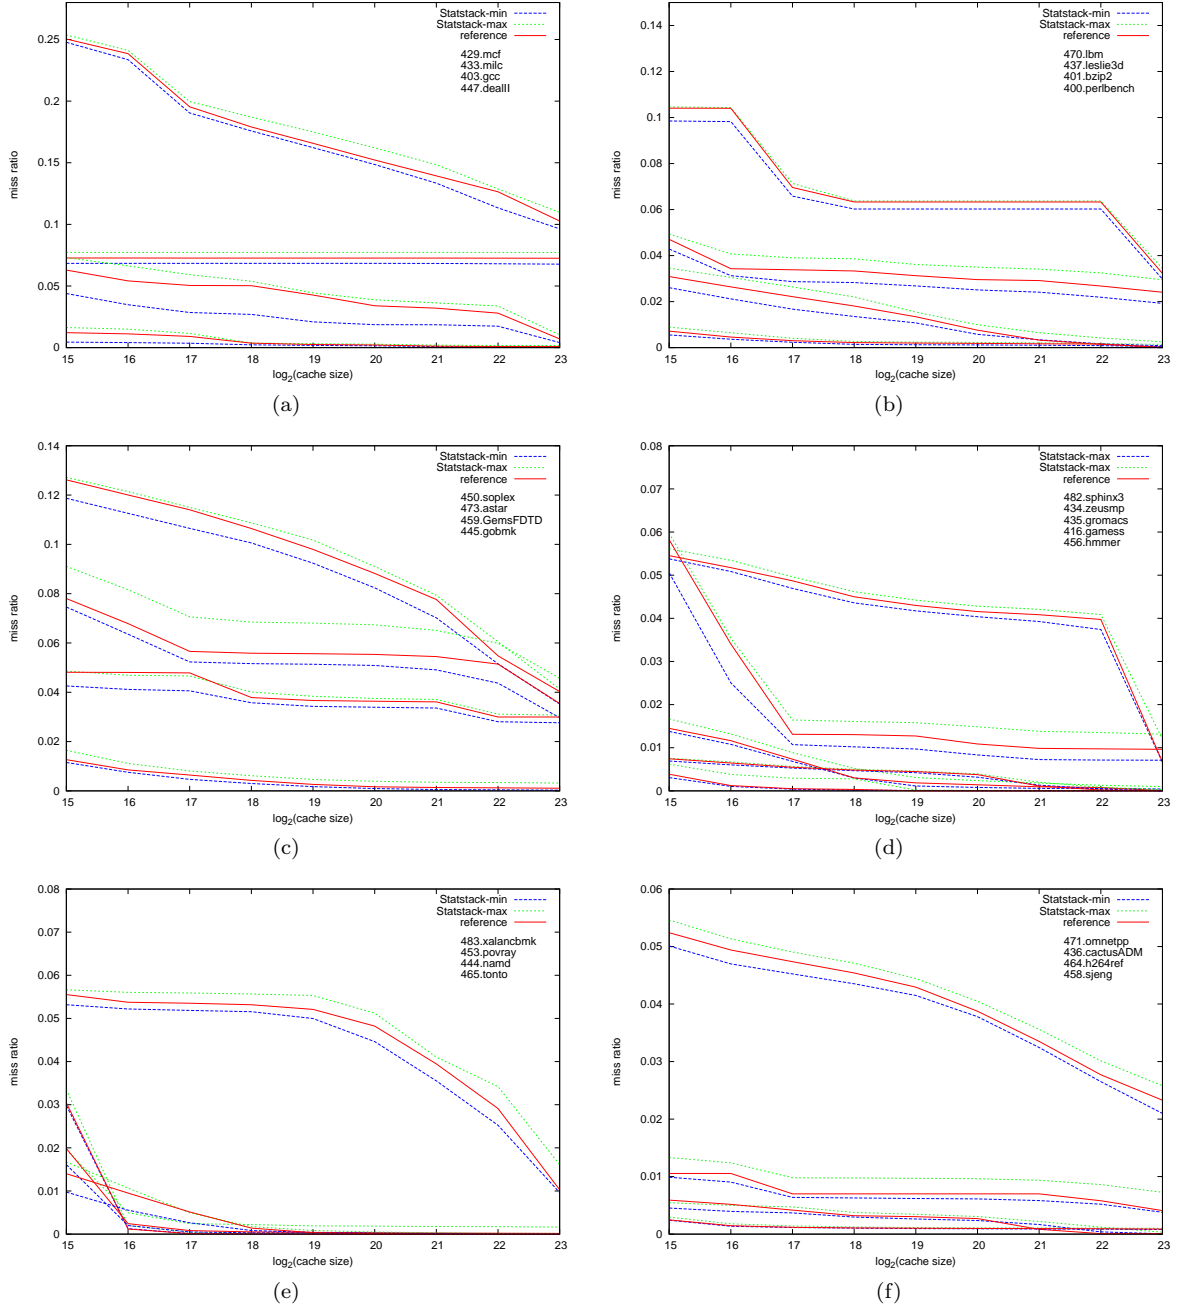 Statstack-min
Statstack-max
reference
429.mcf
433.milc
403.gcc
447.dealII
0.25
0.2
0.15
0.1
0.05
0
miss ratio
15 16 17 18 19 20 21 22 23
log2(cache size)
(a)
Statstack-min
Statstack-max
reference
470.lbm
437.leslie3d
401.bzip2
400.perlbench
0.14
0.12
0.1
0.08
0.06
0.04
0.02
0
miss ratio
15 16 17 18 19 20 21 22 23
log2(cache size)
(b)
Statstack-min
Statstack-max
reference
450.soplex
473.astar
459.GemsFDTD
445.gobmk
0.14
0.12
0.1
0.08
0.06
0.04
0.02
0
miss ratio
15 16 17 18 19 20 21 22 23
log2(cache size)
(c)
Statstack-max
Statstack-max
reference
482.sphinx3
434.zeusmp
435.gromacs
416.gamess
456.hmmer
0.08
0.07
0.06
0.05
0.04
0.03
0.02
0.01
0
miss ratio
15 16 17 18 19 20 21 22 23
log2(cache size)
(d)
Statstack-min
Statstack-max
reference
483.xalancbmk
453.povray
444.namd
465.tonto
0.08
0.07
0.06
0.05
0.04
0.03
0.02
0.01
0
miss ratio
15 16 17 18 19 20 21 22 23
log2(cache size)
(e)
Statstack-min
Statstack-max
reference
471.omnetpp
436.cactusADM
464.h264ref
458.sjeng
0.06
0.05
0.04
0.03
0.02
0.01
0
miss ratio
15 16 17 18 19 20 21 22 23
log2(cache size)
(f)